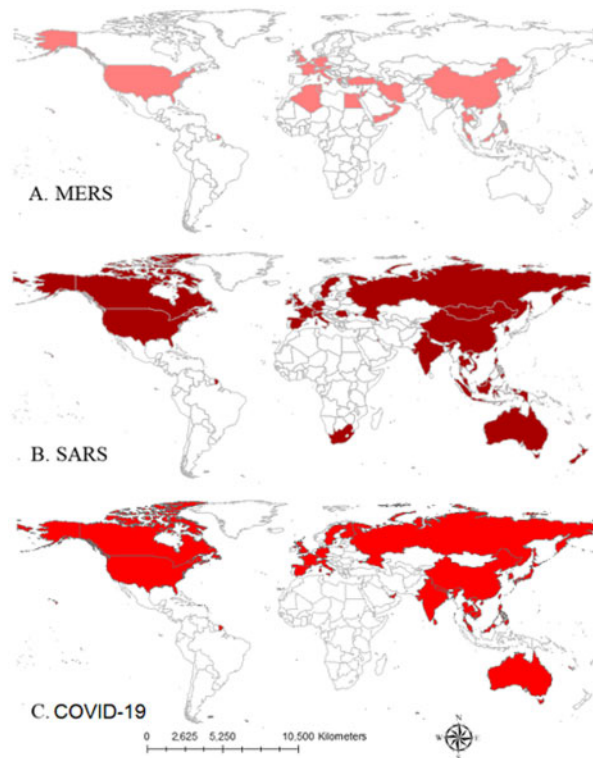 A. MERS
B. SARS
C. COVID-19
0 2,625 5,250 10,500 Kilometers
N
W E
S